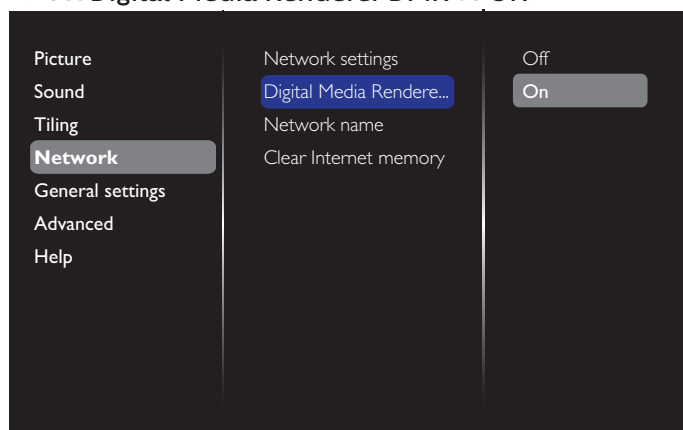 Picture
Sound
Tiling
Network
General settings
Advanced
Help
Network settings
Digital Media Rendere...
Network name
Clear Internet memory
Off
On